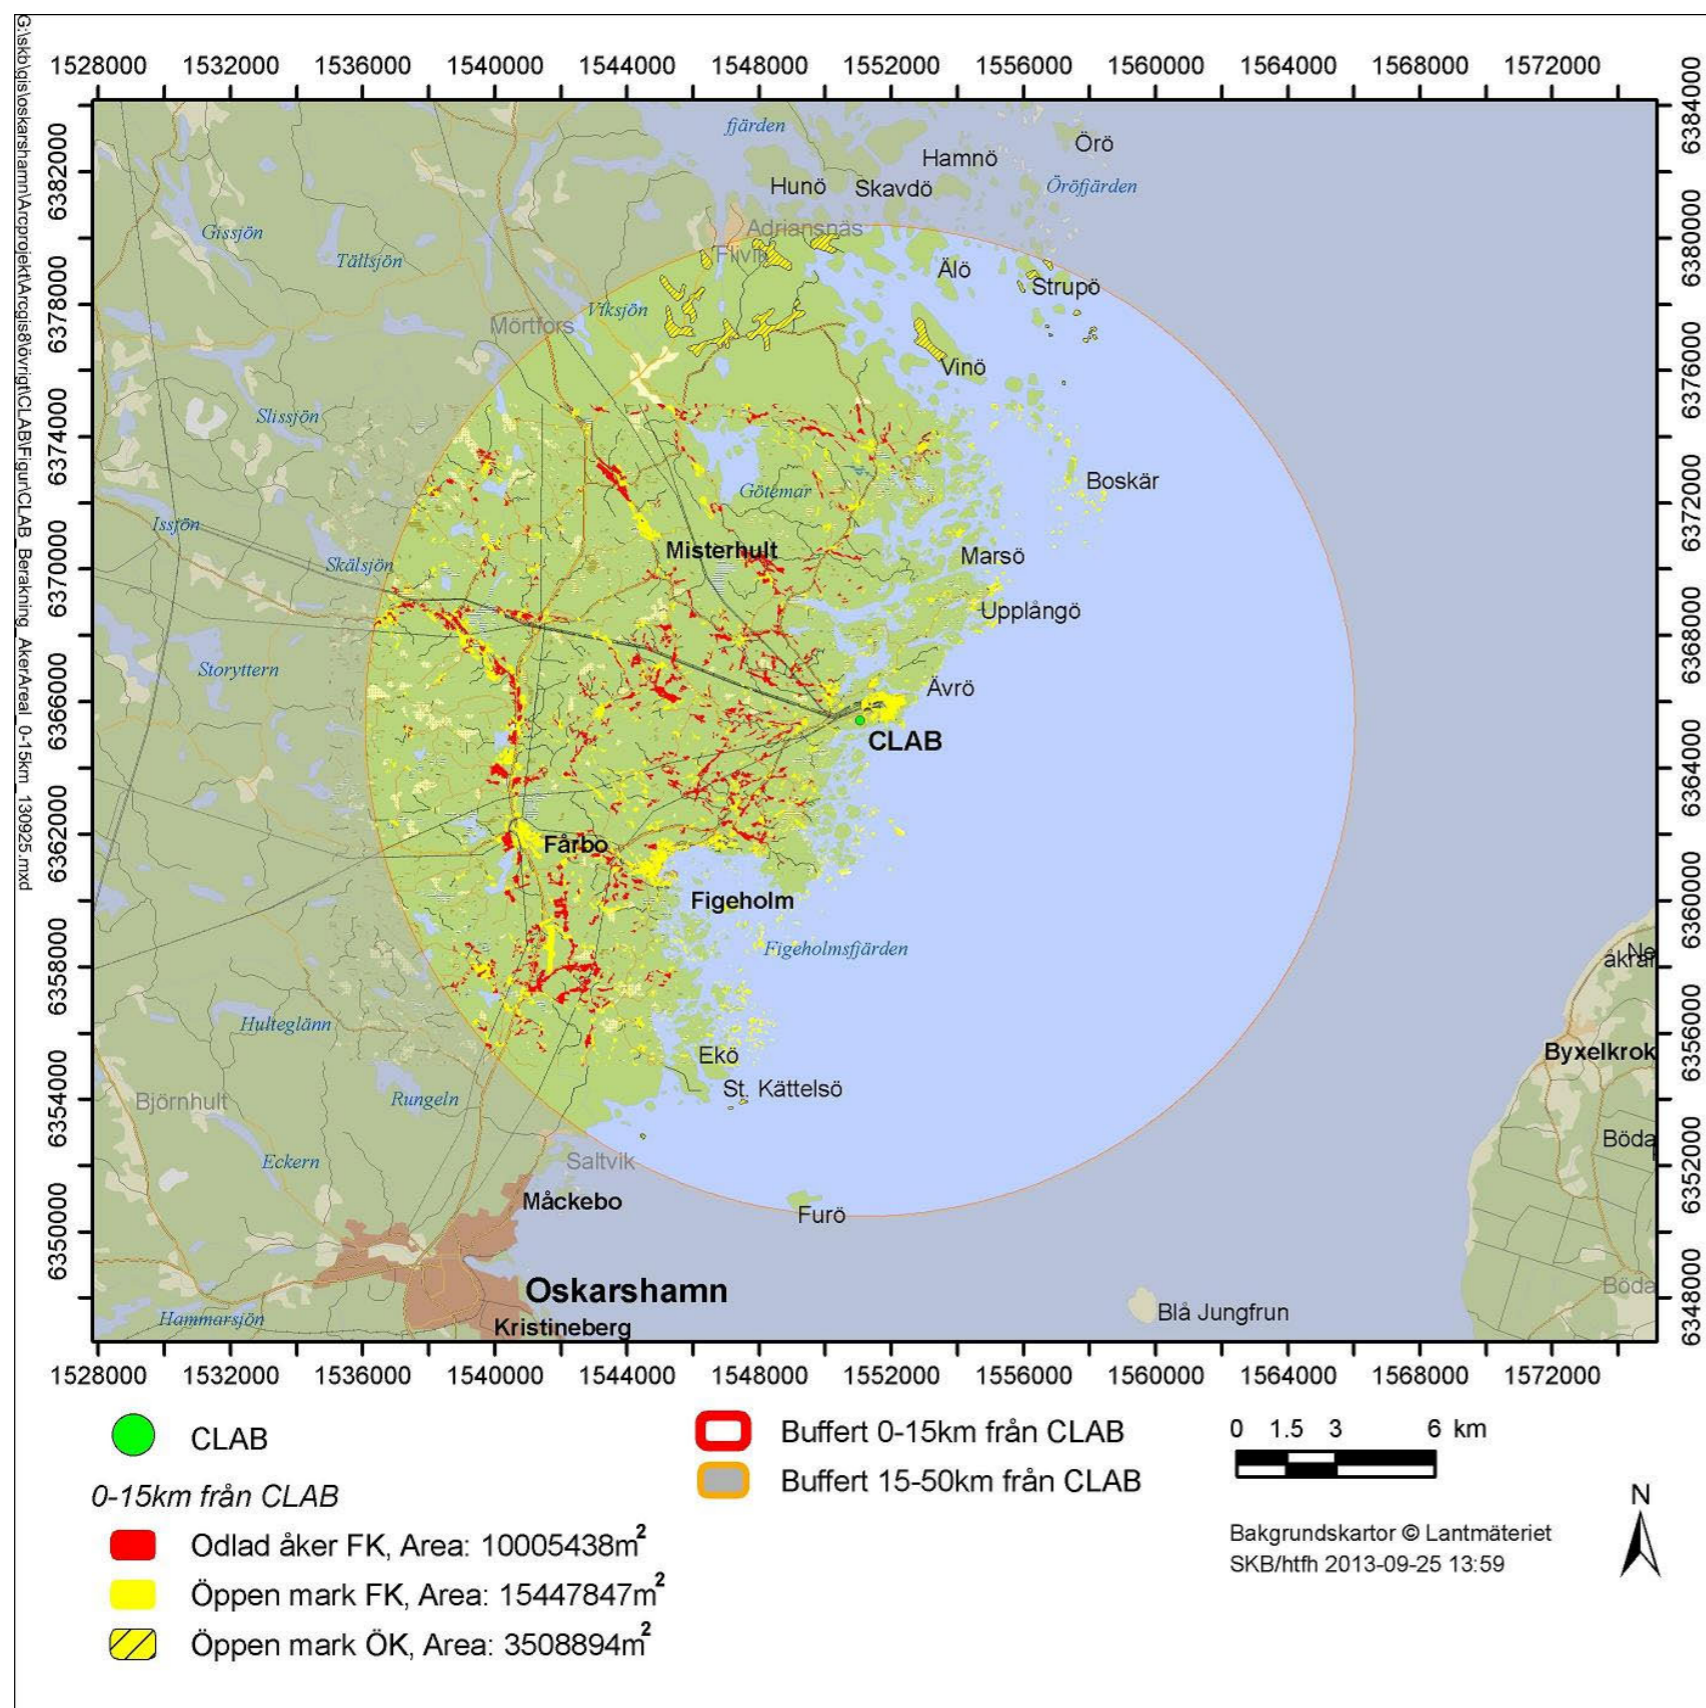 G:\skb\gis\oskarshamn\Arcprojekt\Arcgis8\övrigt\CLAB\Figur\CLAB_Berakning_AkerAreal_0-15km_130925.mxd
1528000 1532000 1536000 1540000 1544000 1548000 1552000 1556000 1560000 1564000 1568000 1572000
6382000
6378000
6374000
6370000
6366000
6362000
6358000
6354000
6350000
6384000
6380000
6376000
6372000
6368000
6364000
6360000
6356000
6352000
6348000
fjärden
Örö
Hamnö
Hunö
Skavdö
Öröfjärden
Gissjön
Adriansnäs
Flivik
Tällsjön
Älö
Strupö
Viksjön
Mörtfors
Vinö
Slissjön
Boskär
Götemar
Issjön
Misterhult
Marsö
Skälsjön
Upplångö
Storyttern
Ävrö
CLAB
Fårbo
Figeholm
Figeholmsfjärden
Ne
åkrar
Hulteglänn
Byxelkrok
Ekö
St. Kättelsö
Rungeln
Björnhult
Böda
Eckern
Saltvik
Måckebo
Furö
Böda
Oskarshamn
Blå Jungfrun
Hammarsjön
Kristineberg
1528000 1532000 1536000 1540000 1544000 1548000 1552000 1556000 1560000 1564000 1568000 1572000
CLAB
0-15km från CLAB
Odlad åker FK, Area: 10005438m²
Öppen mark FK, Area: 15447847m²
Öppen mark ÖK, Area: 3508894m²
Buffert 0-15km från CLAB
Buffert 15-50km från CLAB
0 1.5 3 6 km
N
Bakgrundskartor © Lantmäteriet
SKB/htfh 2013-09-25 13:59